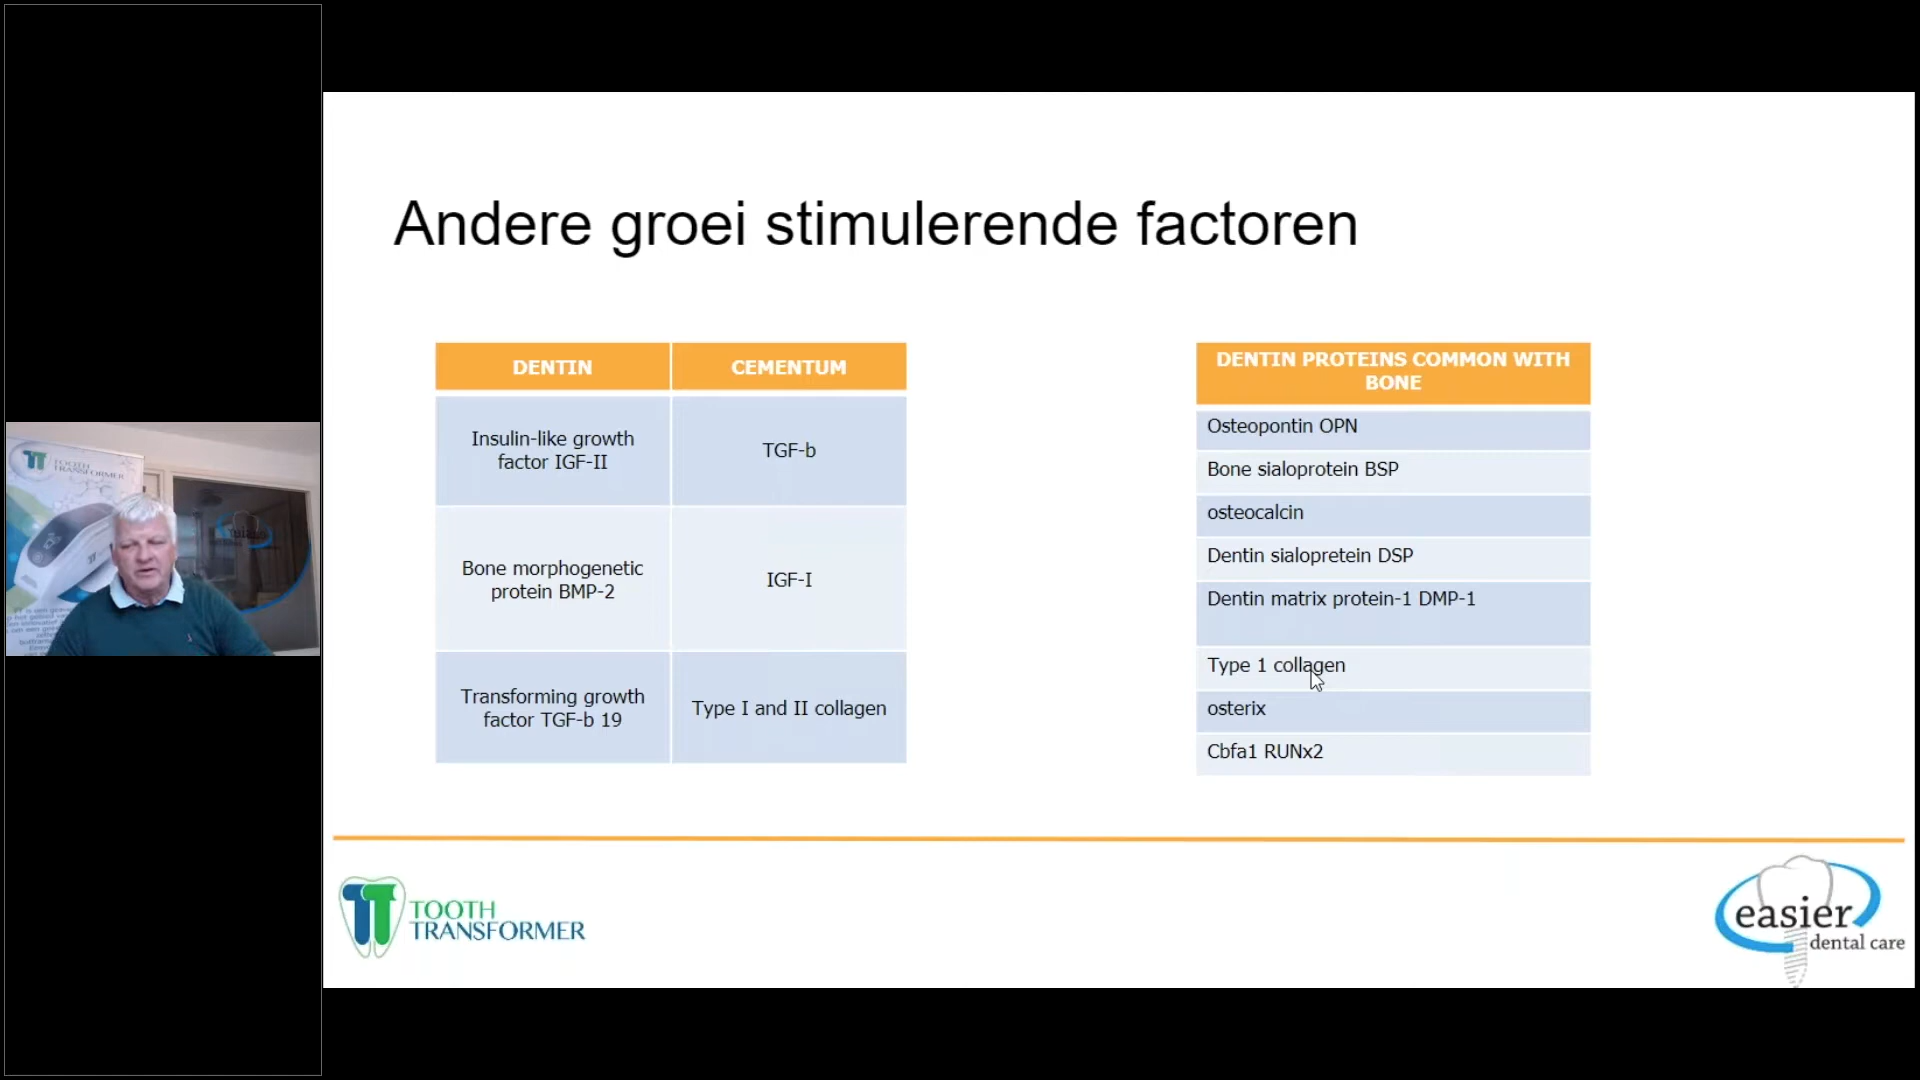 Andere groei stimulerende factoren
DENTIN
CEMENTUM
Insulin-like growth
factor IGF-II
TGF-b
Bone morphogenetic
protein BMP-2
IGF-I
Transforming growth
factor TGF-b 19
Type I and II collagen
DENTIN PROTEINS COMMON WITH
BONE
Osteopontin OPN
Bone sialoprotein BSP
osteocalcin
Dentin sialopretein DSP
Dentin matrix protein-1 DMP-1
Type 1 collagen
osterix
Cbfa1 RUNx2
TOOTH
TRANSFORMER
easier
dental care
TOOTH
TRANSFORMER
easier